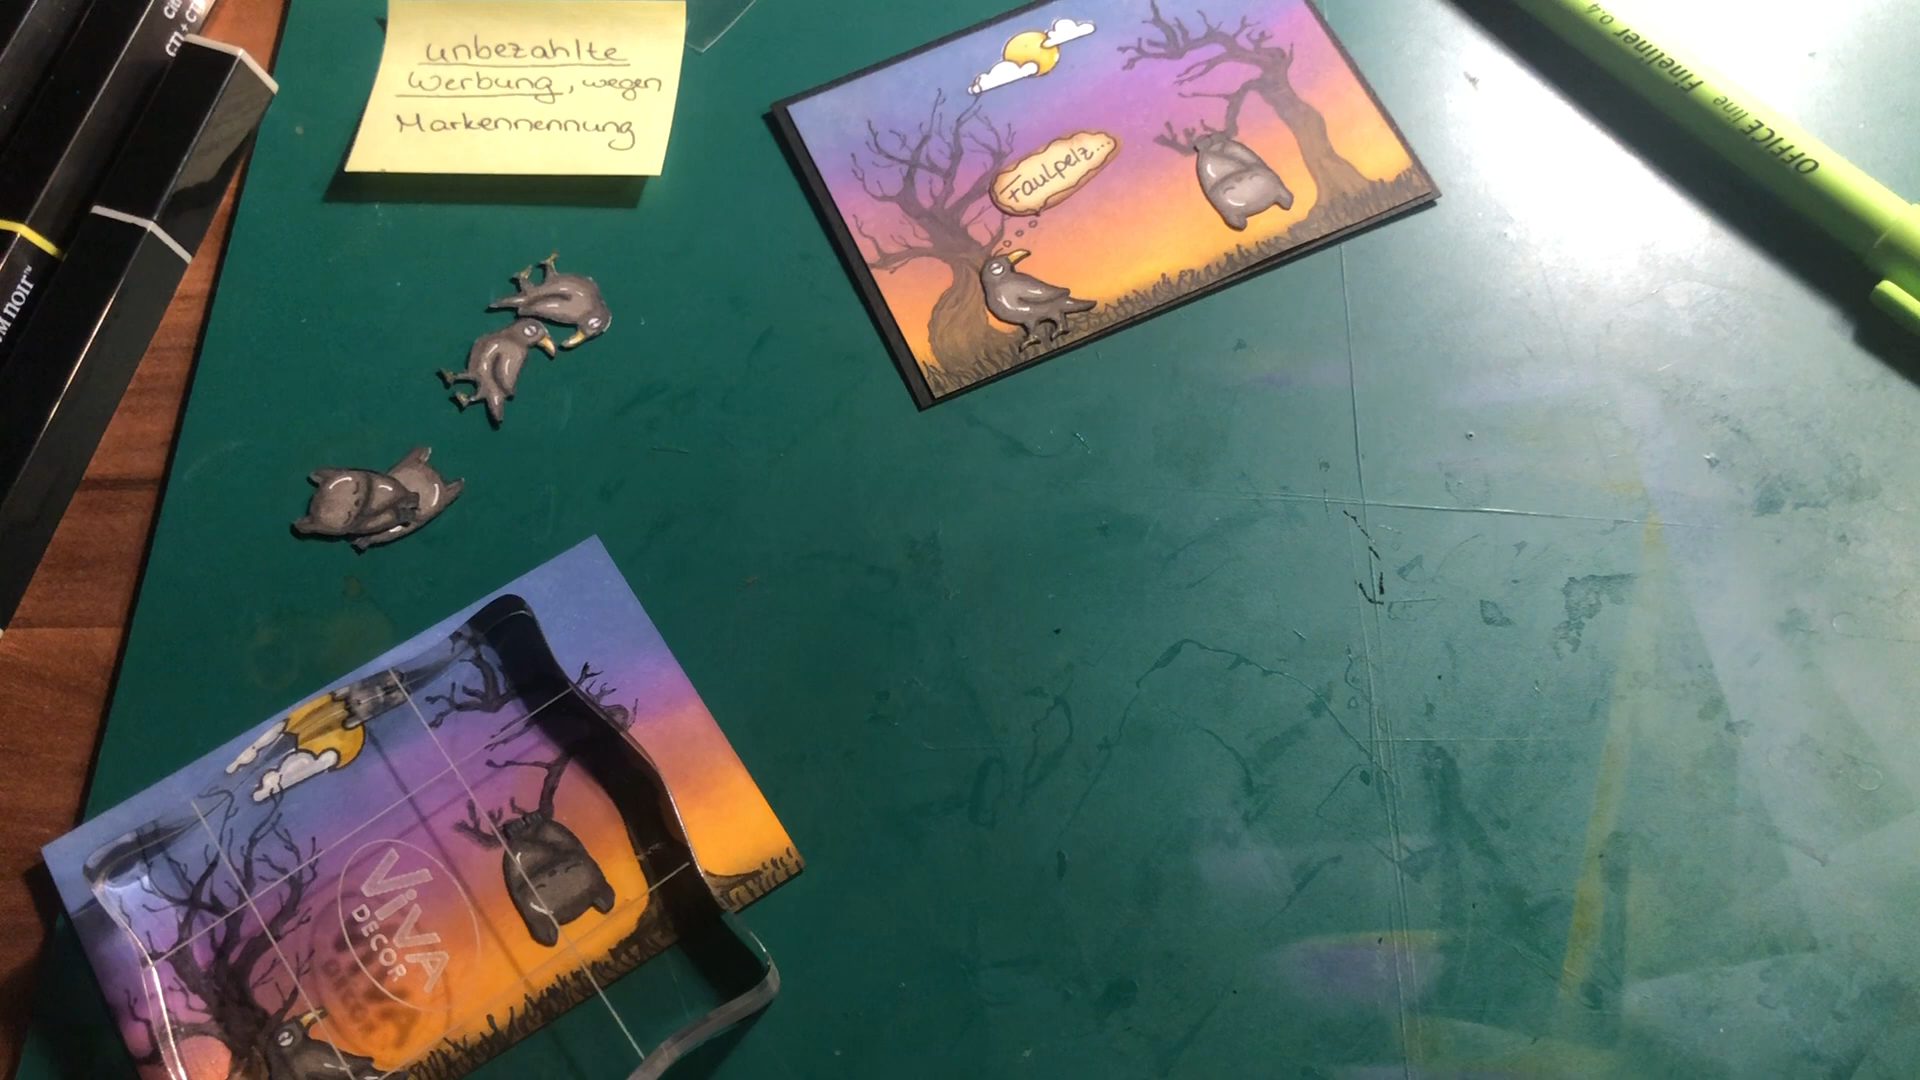 unbezahlte
Werbung, wegen
Markennennung
Faulpelz...
OFFICE line Fineliner 0.4
VIVA
DECOR